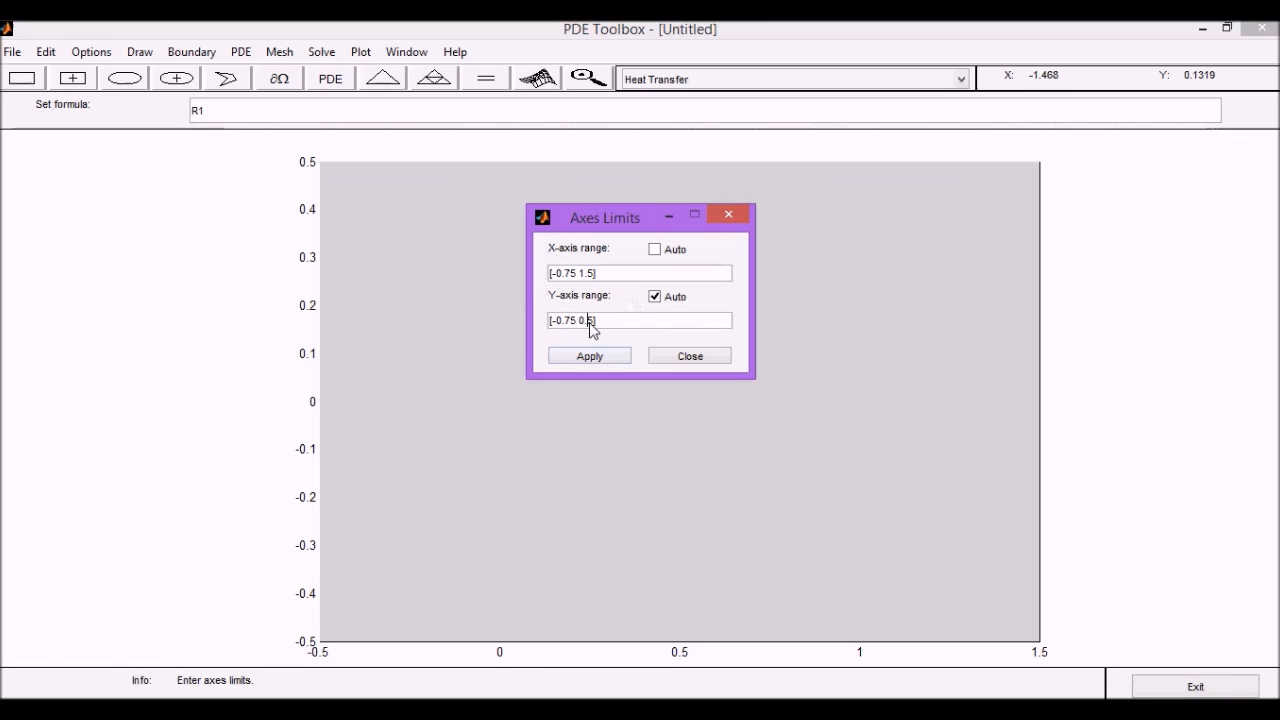 PDE Toolbox - [Untitled]
File Edit Options Draw Boundary PDE Mesh Solve Plot Window Help
∂Ω PDE = Heat Transfer X: -1.468 Y: 0.1319
Set formula: R1
0.5
0.4
0.3
0.2
0.1
0
-0.1
-0.2
-0.3
-0.4
-0.5
-0.5 0 0.5 1 1.5
Axes Limits
X-axis range: Auto
[-0.75 1.5]
Y-axis range: Auto
[-0.75 0.5]
Apply Close
Info: Enter axes limits. Exit